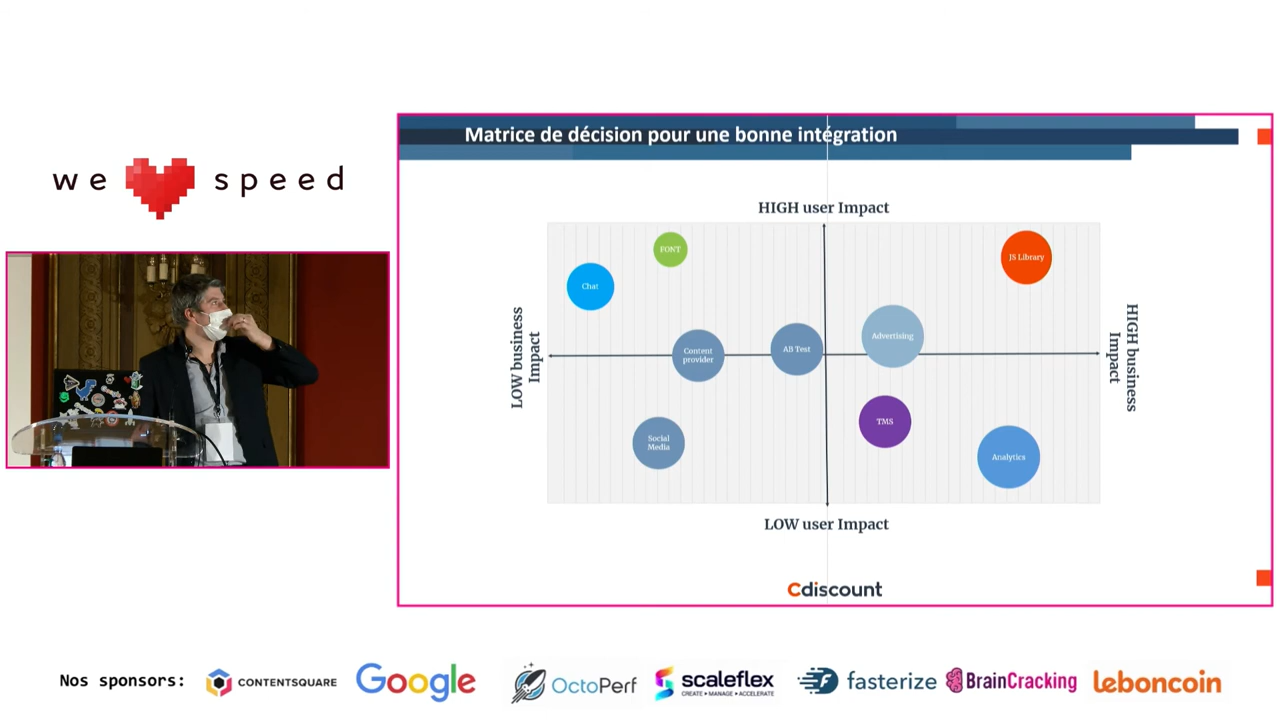 we speed
Matrice de décision pour une bonne intégration
HIGH user Impact
FONT
JS Library
Chat
Advertising
AB Test
Content
provider
LOW business
Impact
HIGH business
Impact
TMS
Social
Media
Analytics
LOW user Impact
Cdiscount
Nos sponsors:
CONTENTSQUARE
Google
OctoPerf
scaleflex
CREATE • MANAGE • ACCELERATE
fasterize
BrainCracking
leboncoin